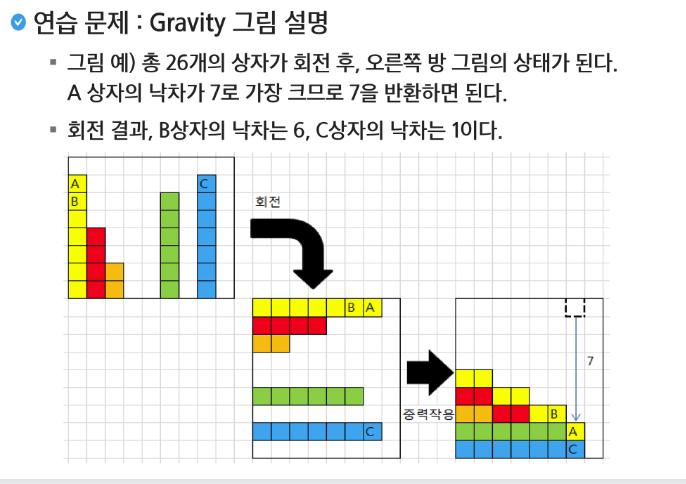 연습 문제 : Gravity 그림 설명
그림 예) 총 26개의 상자가 회전 후, 오른쪽 방 그림의 상태가 된다.
A 상자의 낙차가 7로 가장 크므로 7을 반환하면 된다.
회전 결과, B상자의 낙차는 6, C상자의 낙차는 1이다.
A
C
B
회전
B A
7
중력작용
B
A
C
C